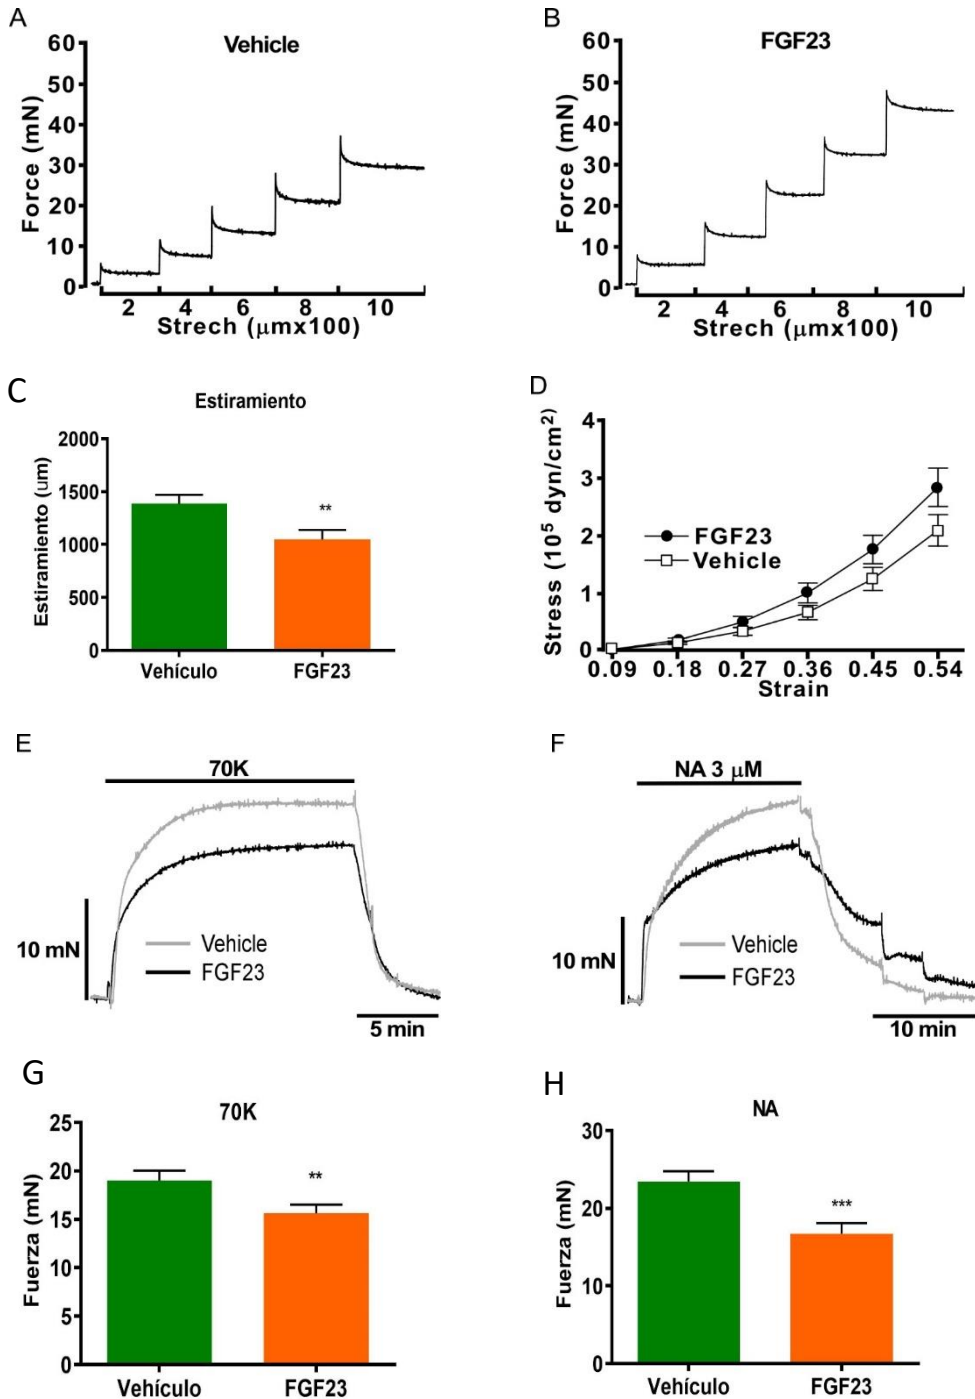 A
Vehicle
60
50
40
30
20
10
0
Force (mN)
2 4 6 8 10
Strech (μmx100)
B
FGF23
60
50
40
30
20
10
0
Force (mN)
2 4 6 8 10
Strech (μmx100)
C
Estiramiento
2000
1500
1000
500
0
Estiramiento (um)
**
Vehículo FGF23
D
4
3
2
1
0
Stress (10⁵ dyn/cm²)
FGF23
Vehicle
0.09 0.18 0.27 0.36 0.45 0.54
Strain
E
70K
10 mN
Vehicle
FGF23
5 min
F
NA 3 μM
10 mN
Vehicle
FGF23
10 min
G
70K
25
20
15
10
5
0
Fuerza (mN)
**
Vehículo FGF23
H
NA
30
20
10
0
Fuerza (mN)
***
Vehículo FGF23